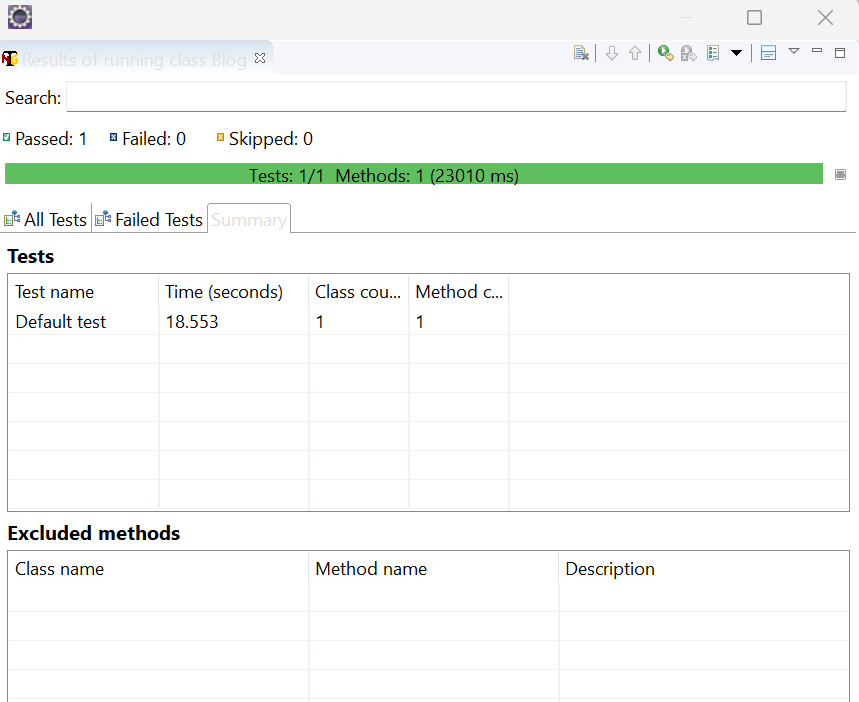 Results of running class Blog
Search:
Passed: 1 Failed: 0 Skipped: 0
Tests: 1/1 Methods: 1 (23010 ms)
All Tests Failed Tests Summary
Tests
Test name Time (seconds) Class cou... Method c...
Default test 18.553 1 1
Excluded methods
Class name Method name Description